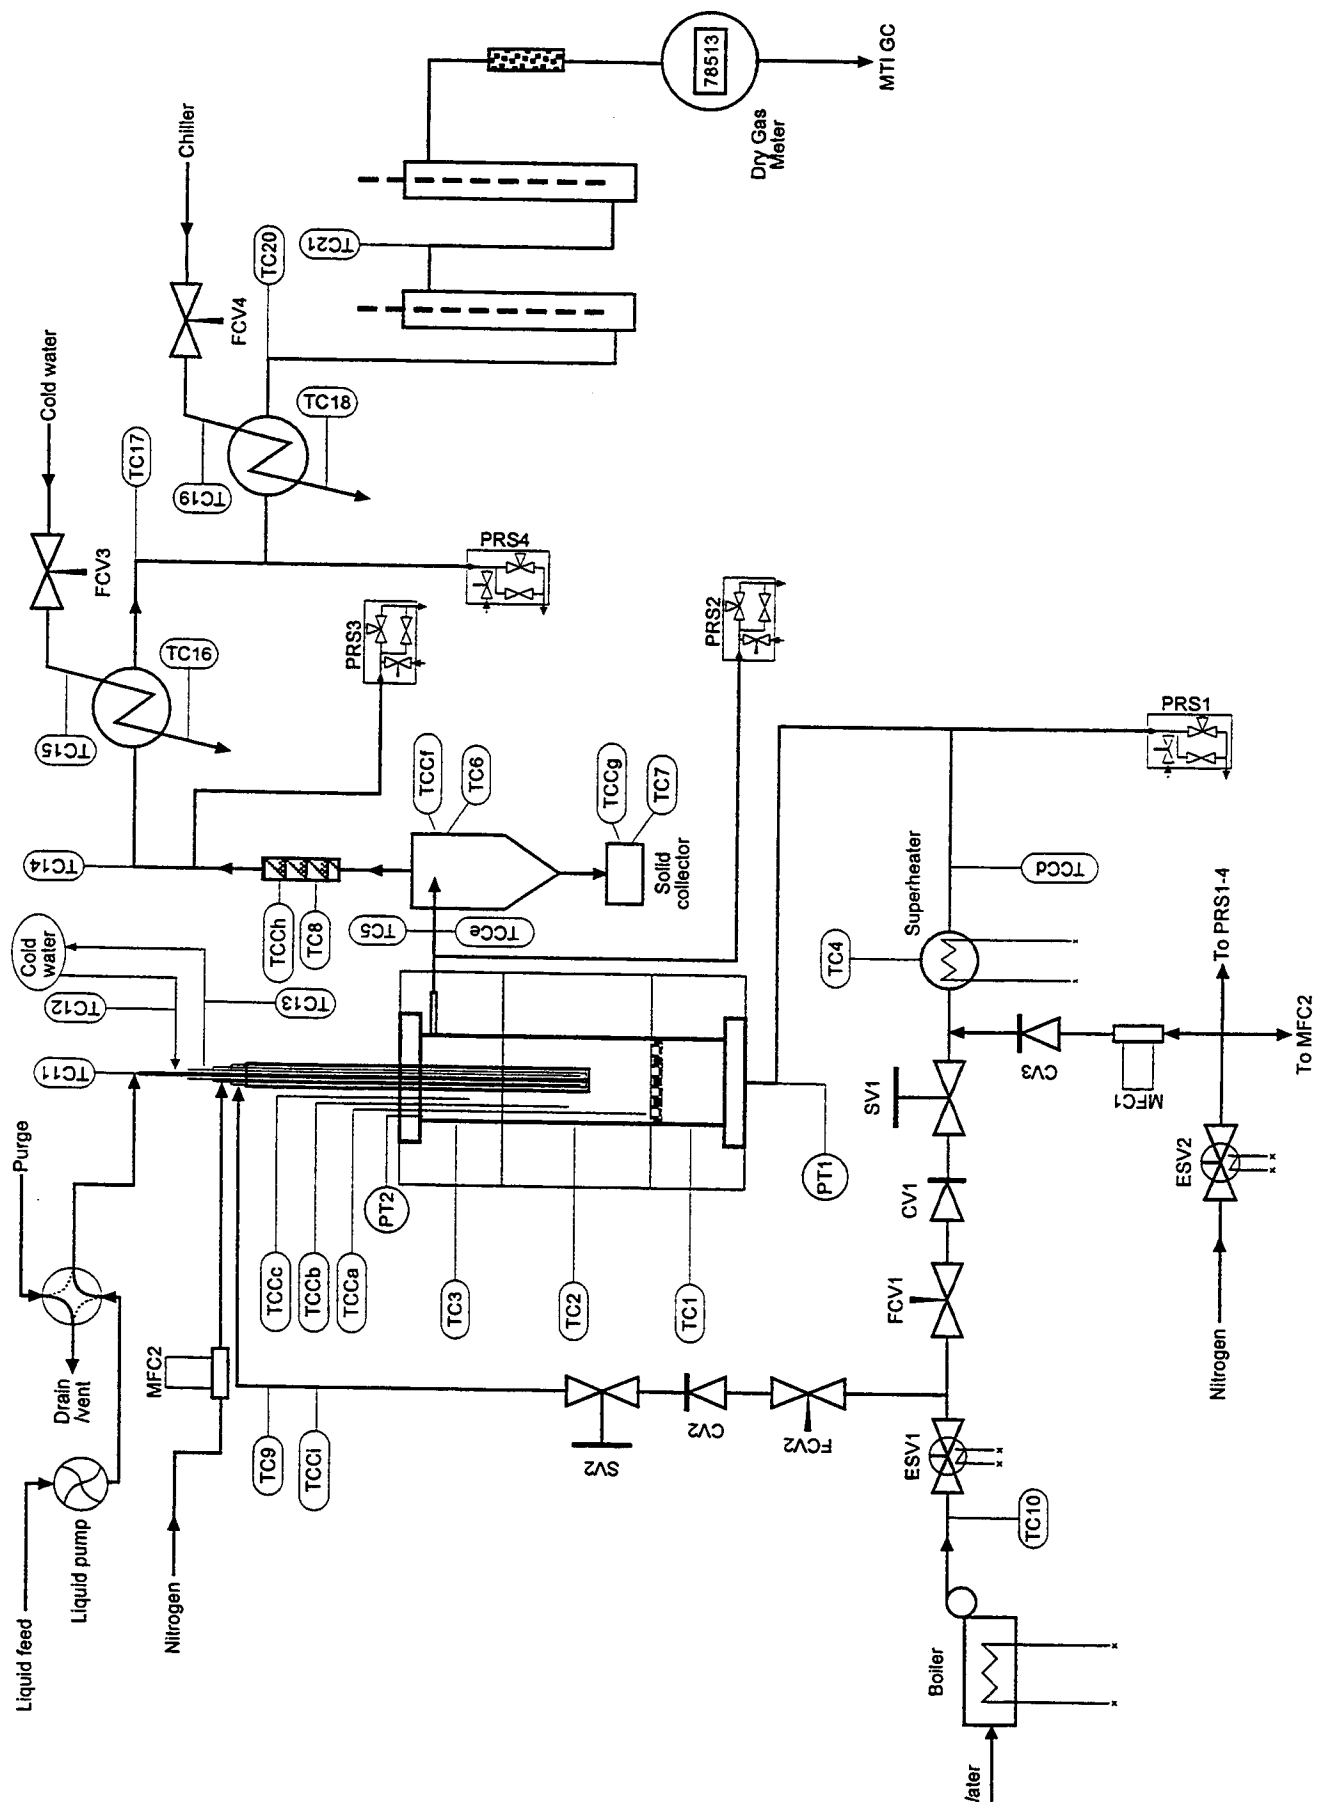 78513
MTI GC
Dry Gas
Meter
Chiller
FCV4
TC20
TC21
TC18
TC19
Cold water
FCV3
TC17
TC16
TC15
PRS4
PRS3
PRS2
PRS1
TC14
TCCf
TC6
TCCg
TC7
Solid
collector
TCCh
TC8
TC5
TCCe
Cold
water
TC12
TC13
TC11
Superheater
TCCd
TC4
To PRS1-4
To MFC2
CV3
MFC1
SV1
ESV2
Nitrogen
CV1
FCV1
PT1
PT2
Purge
TCCc
TCCb
TCCa
TC3
TC2
TC1
Drain
/vent
MFC2
Liquid pump
Liquid feed
Nitrogen
TC9
TCCi
SV2
CV2
FCV2
ESV1
TC10
Boiler